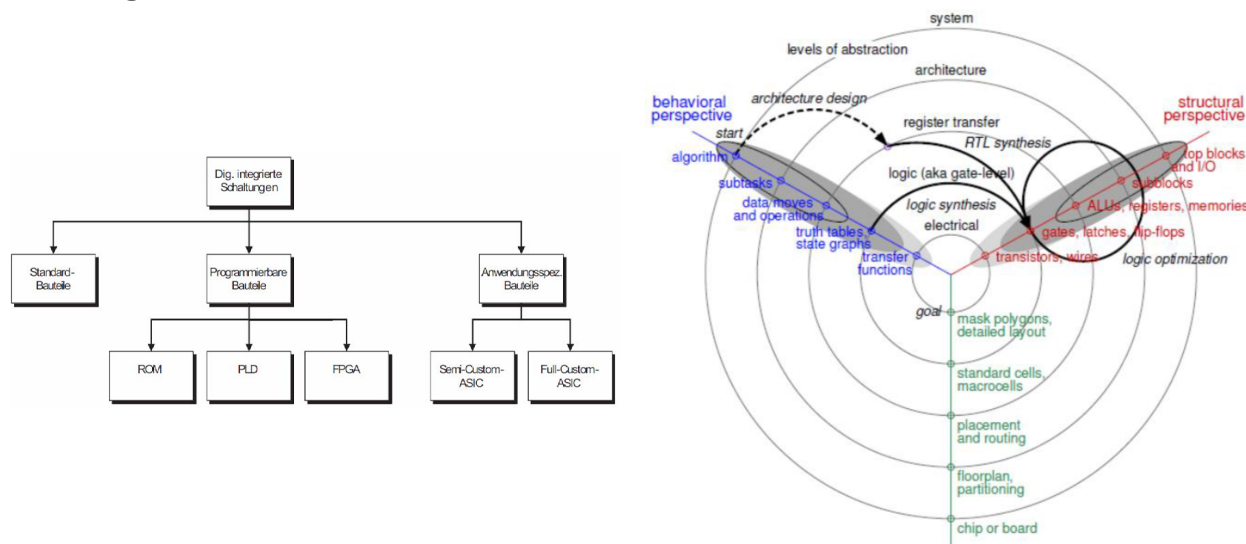 Dig. integrierte
Schaltungen
Standard-
Bauteile
Programmierbare
Bauteile
Anwendungsspez.
Bauteile
ROM
PLD
FPGA
Semi-Custom-
ASIC
Full-Custom-
ASIC
system
levels of abstraction
architecture
behavioral
perspective
architecture design
structural
perspective
start
register transfer
RTL synthesis
algorithm
top blocks
and I/O
logic (aka gate-level)
subtasks
subblocks
data moves
and operations
logic synthesis
ALUs, registers, memories
truth tables,
state graphs
electrical
gates, latches, flip-flops
transfer
functions
transistors, wires
logic optimization
goal
mask polygons,
detailed layout
standard cells,
macrocells
placement
and routing
floorplan,
partitioning
chip or board